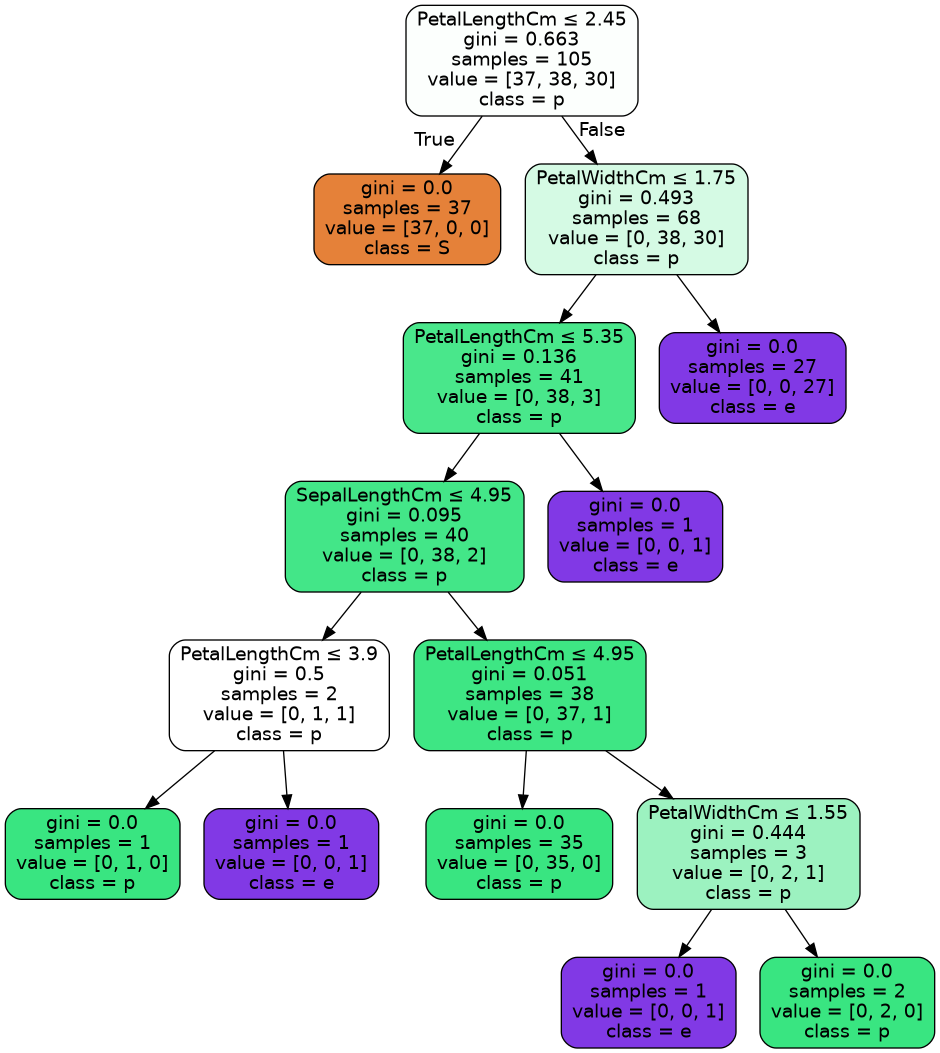 PetalLengthCm ≤ 2.45
gini = 0.663
samples = 105
value = [37, 38, 30]
class = p
True
False
gini = 0.0
samples = 37
value = [37, 0, 0]
class = S
PetalWidthCm ≤ 1.75
gini = 0.493
samples = 68
value = [0, 38, 30]
class = p
PetalLengthCm ≤ 5.35
gini = 0.136
samples = 41
value = [0, 38, 3]
class = p
gini = 0.0
samples = 27
value = [0, 0, 27]
class = e
SepalLengthCm ≤ 4.95
gini = 0.095
samples = 40
value = [0, 38, 2]
class = p
gini = 0.0
samples = 1
value = [0, 0, 1]
class = e
PetalLengthCm ≤ 3.9
gini = 0.5
samples = 2
value = [0, 1, 1]
class = p
PetalLengthCm ≤ 4.95
gini = 0.051
samples = 38
value = [0, 37, 1]
class = p
gini = 0.0
samples = 1
value = [0, 1, 0]
class = p
gini = 0.0
samples = 1
value = [0, 0, 1]
class = e
gini = 0.0
samples = 35
value = [0, 35, 0]
class = p
PetalWidthCm ≤ 1.55
gini = 0.444
samples = 3
value = [0, 2, 1]
class = p
gini = 0.0
samples = 1
value = [0, 0, 1]
class = e
gini = 0.0
samples = 2
value = [0, 2, 0]
class = p